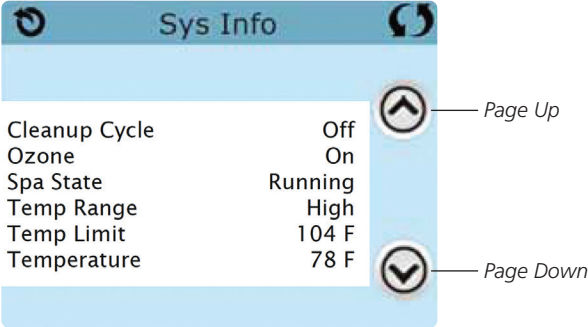 Sys Info
Page Up
Cleanup Cycle Off
Ozone On
Spa State Running
Temp Range High
Temp Limit 104 F
Temperature 78 F
Page Down